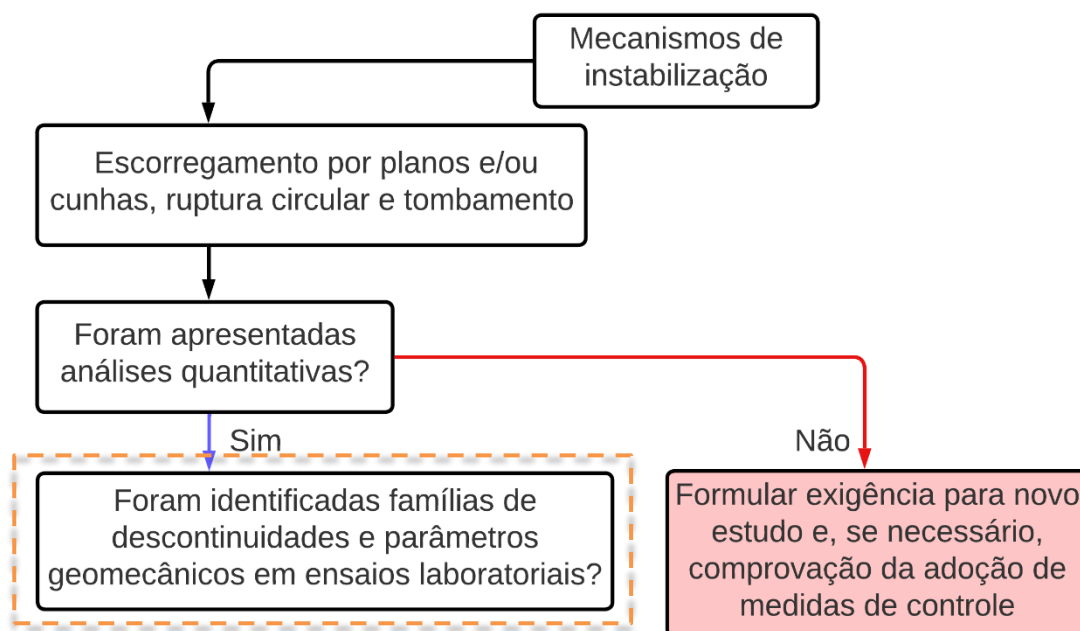 Mecanismos de
instabilização
Escorregamento por planos e/ou
cunhas, ruptura circular e tombamento
Foram apresentadas
análises quantitativas?
Sim
Não
Foram identificadas famílias de
descontinuidades e parâmetros
geomecânicos em ensaios laboratoriais?
Formular exigência para novo
estudo e, se necessário,
comprovação da adoção de
medidas de controle